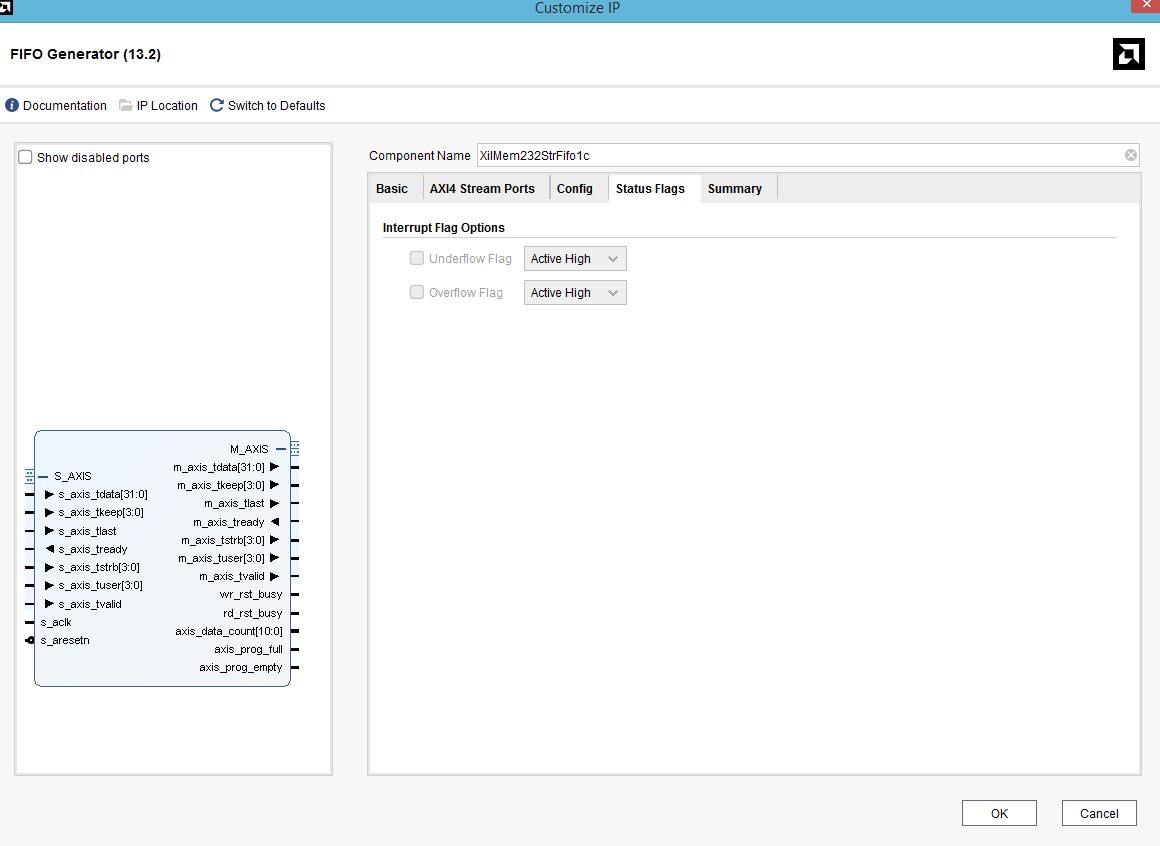 Customize IP
FIFO Generator (13.2)
Documentation IP Location Switch to Defaults
Show disabled ports
Component Name XilMem232StrFifo1c
Basic AXI4 Stream Ports Config Status Flags Summary
Interrupt Flag Options
Underflow Flag Active High
Overflow Flag Active High
M_AXIS
m_axis_tdata[31:0]
m_axis_tkeep[3:0]
m_axis_tlast
m_axis_tready
m_axis_tstrb[3:0]
m_axis_tuser[3:0]
m_axis_tvalid
wr_rst_busy
rd_rst_busy
axis_data_count[10:0]
axis_prog_full
axis_prog_empty
S_AXIS
s_axis_tdata[31:0]
s_axis_tkeep[3:0]
s_axis_tlast
s_axis_tready
s_axis_tstrb[3:0]
s_axis_tuser[3:0]
s_axis_tvalid
s_aclk
s_aresetn
OK Cancel